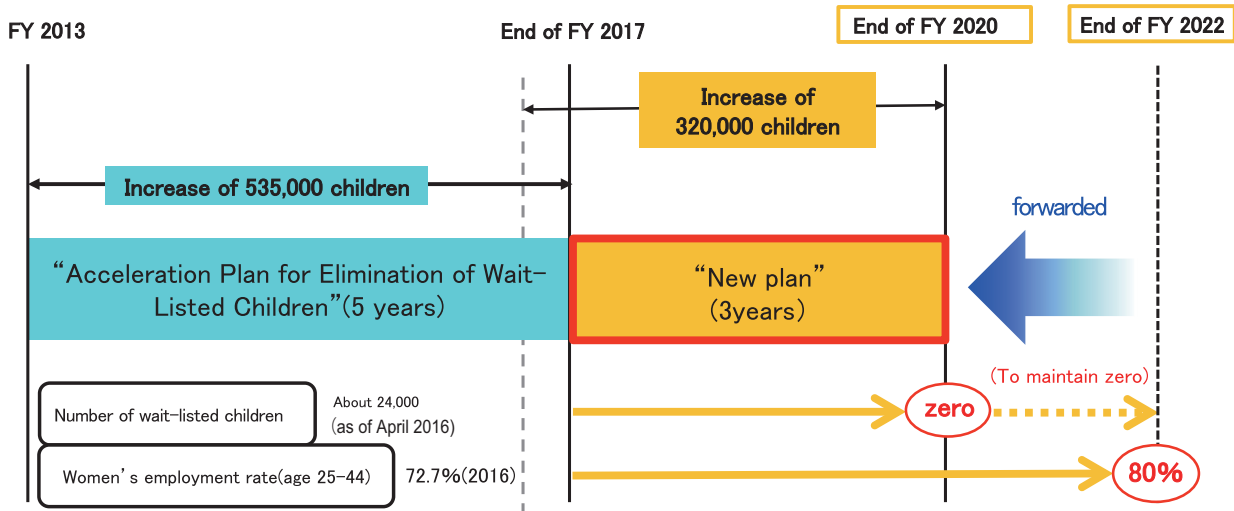 FY 2013
End of FY 2017
End of FY 2020
End of FY 2022
Increase of
320,000 children
Increase of 535,000 children
forwarded
“Acceleration Plan for Elimination of Wait-
Listed Children”(5 years)
“New plan”
(3years)
(To maintain zero)
Number of wait-listed children
About 24,000
(as of April 2016)
zero
Women’s employment rate(age 25-44)
72.7%(2016)
80%